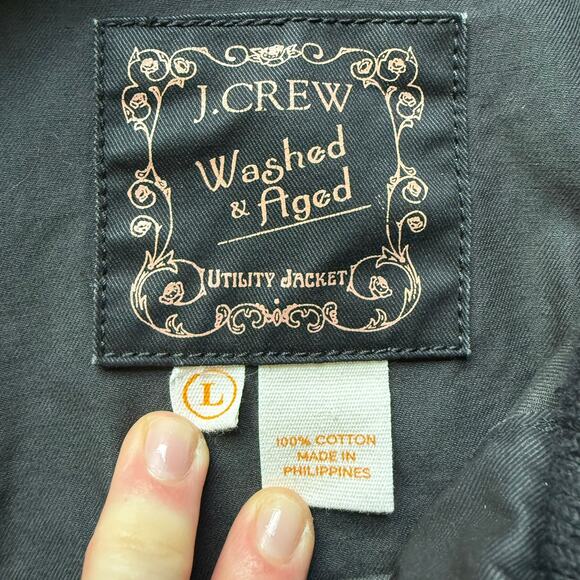 J.CREW
Washed
& Aged
UTILITY JACKET
L
100% COTTON
MADE IN
PHILIPPINES